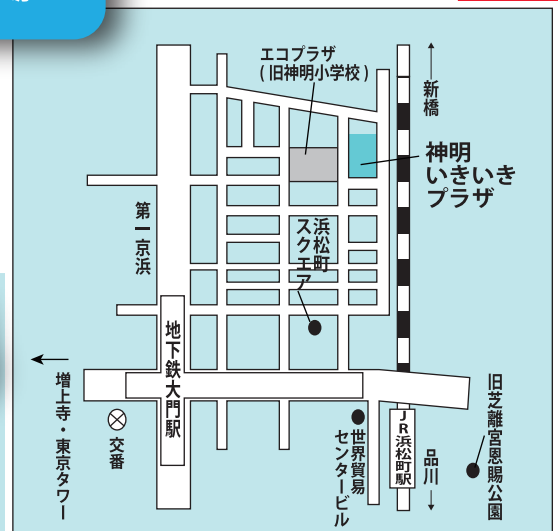 エコプラザ
(旧神明小学校)
新橋
神明
いきいき
プラザ
第一京浜
浜松町
スクエア
地下鉄大門駅
増上寺・東京タワー
交番
世界貿易
センタービル
JR浜松町駅
品川
旧芝離宮恩賜公園